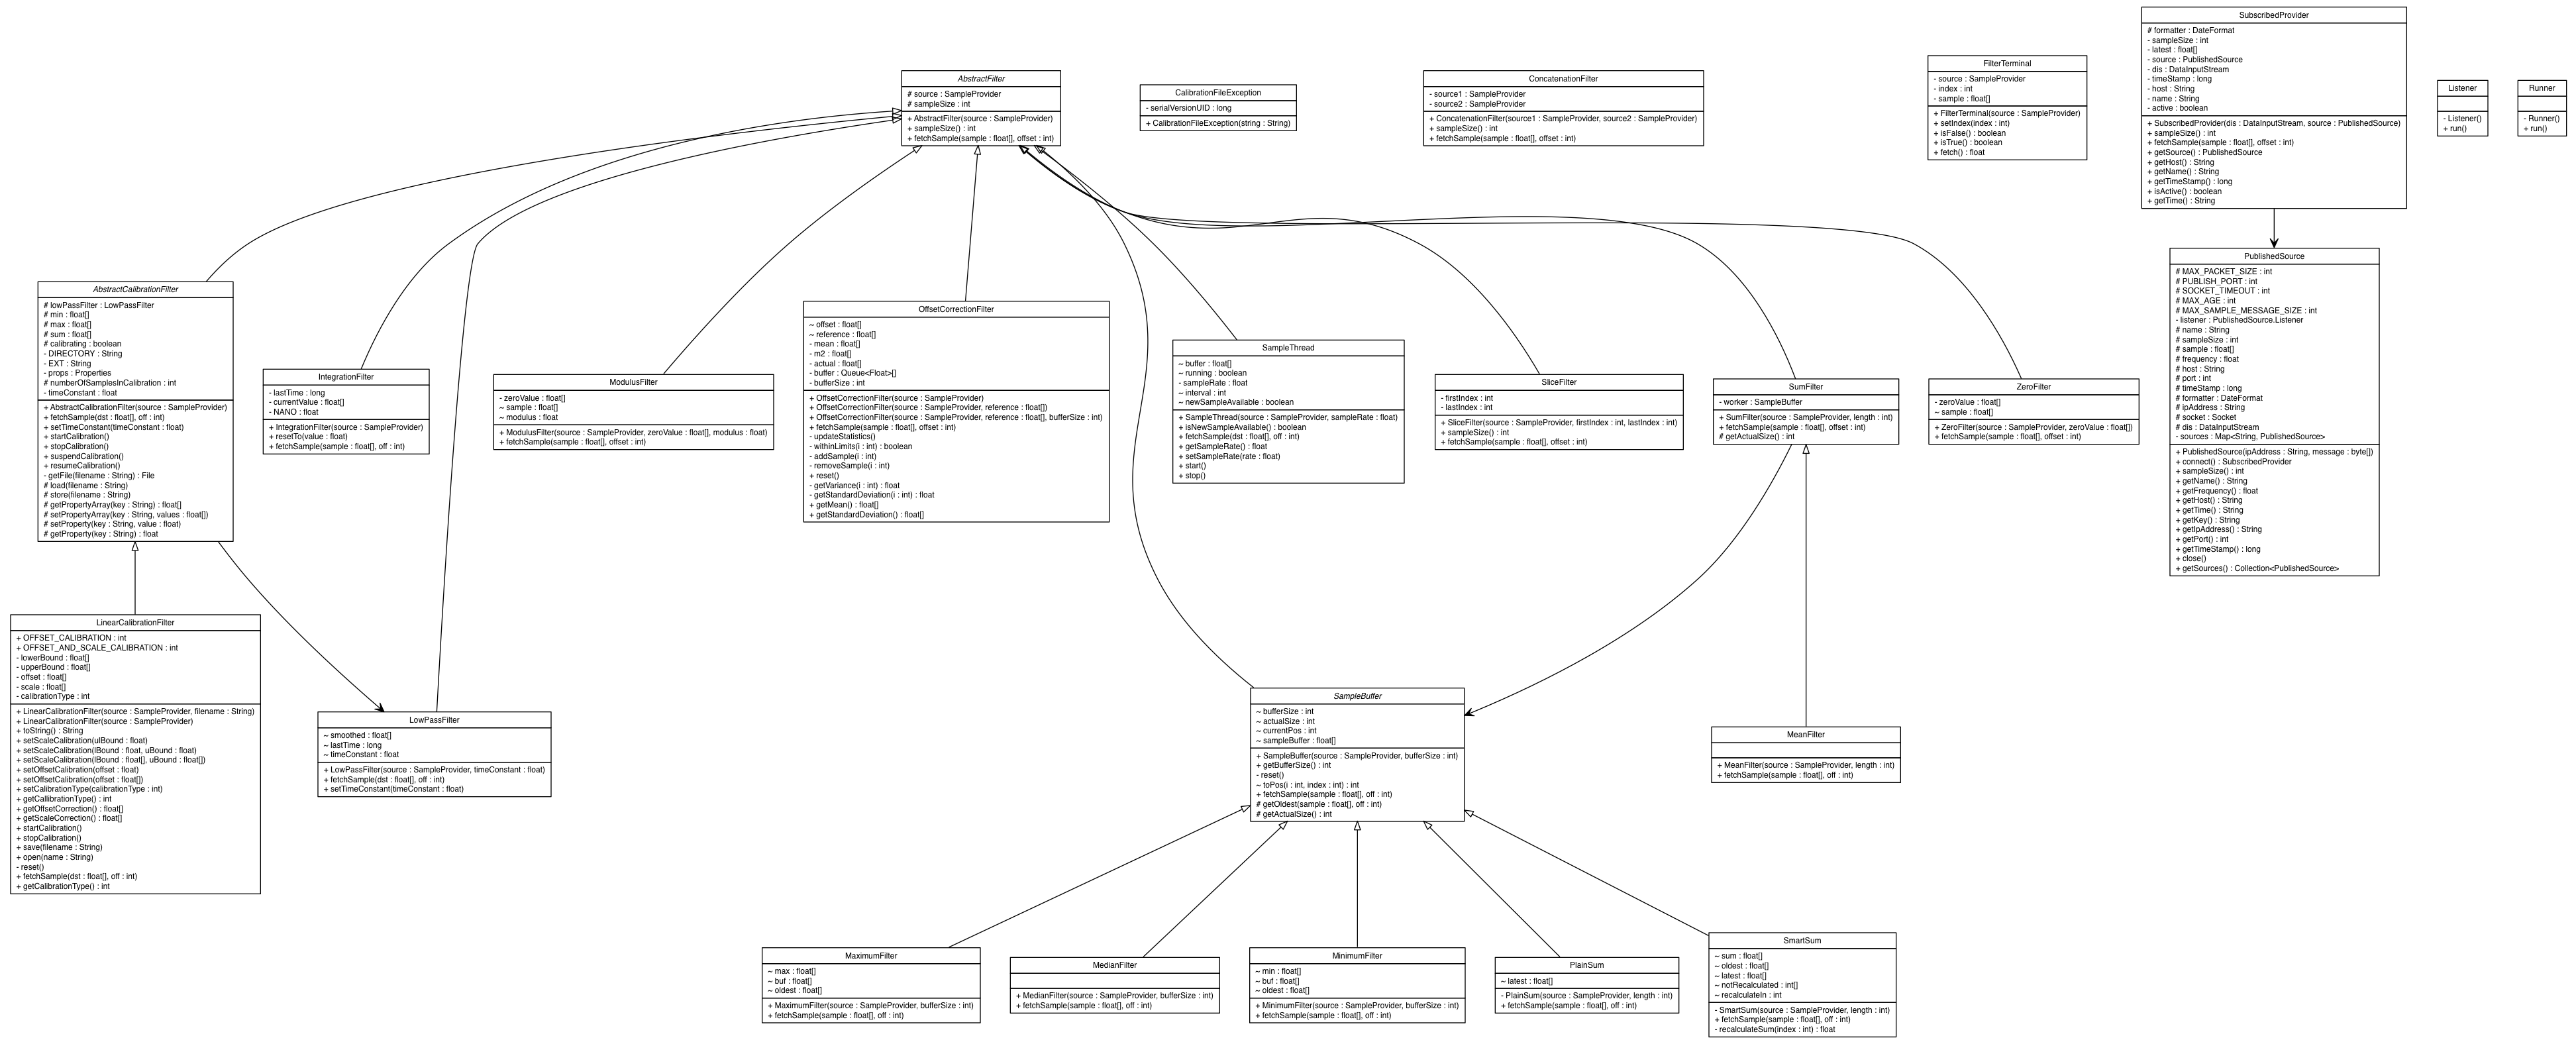 AbstractFilter
# source : SampleProvider
# sampleSize : int
+ AbstractFilter(source : SampleProvider)
+ sampleSize() : int
+ fetchSample(sample : float[], offset : int)
CalibrationFileException
- serialVersionUID : long
+ CalibrationFileException(string : String)
ConcatenationFilter
- source1 : SampleProvider
- source2 : SampleProvider
+ ConcatenationFilter(source1 : SampleProvider, source2 : SampleProvider)
+ sampleSize() : int
+ fetchSample(sample : float[], offset : int)
FilterTerminal
- source : SampleProvider
- index : int
- sample : float[]
+ FilterTerminal(source : SampleProvider)
+ setIndex(index : int)
+ isFalse() : boolean
+ isTrue() : boolean
+ fetch() : float
SubscribedProvider
# formatter : DateFormat
- sampleSize : int
- latest : float[]
- source : PublishedSource
- dis : DataInputStream
- timeStamp : long
- host : String
- name : String
- active : boolean
+ SubscribedProvider(dis : DataInputStream, source : PublishedSource)
+ sampleSize() : int
+ fetchSample(sample : float[], offset : int)
+ getSource() : PublishedSource
+ getHost() : String
+ getName() : String
+ getTimeStamp() : long
+ isActive() : boolean
+ getTime() : String
Listener
- Listener()
+ run()
Runner
- Runner()
+ run()
AbstractCalibrationFilter
# lowPassFilter : LowPassFilter
# min : float[]
# max : float[]
# sum : float[]
# calibrating : boolean
- DIRECTORY : String
- EXT : String
- props : Properties
# numberOfSamplesInCalibration : int
- timeConstant : float
+ AbstractCalibrationFilter(source : SampleProvider)
+ fetchSample(dst : float[], off : int)
+ setTimeConstant(timeConstant : float)
+ startCalibration()
+ stopCalibration()
+ suspendCalibration()
+ resumeCalibration()
- getFile(filename : String) : File
# load(filename : String)
# store(filename : String)
# getPropertyArray(key : String) : float[]
# setPropertyArray(key : String, values : float[])
# setProperty(key : String, value : float)
# getProperty(key : String) : float
IntegrationFilter
- lastTime : long
- currentValue : float[]
- NANO : float
+ IntegrationFilter(source : SampleProvider)
+ resetTo(value : float)
+ fetchSample(sample : float[], off : int)
ModulusFilter
- zeroValue : float[]
~ sample : float[]
~ modulus : float
+ ModulusFilter(source : SampleProvider, zeroValue : float[], modulus : float)
+ fetchSample(sample : float[], offset : int)
OffsetCorrectionFilter
~ offset : float[]
~ reference : float[]
- mean : float[]
- m2 : float[]
- actual : float[]
- buffer : Queue<Float>[]
- bufferSize : int
+ OffsetCorrectionFilter(source : SampleProvider)
+ OffsetCorrectionFilter(source : SampleProvider, reference : float[])
+ OffsetCorrectionFilter(source : SampleProvider, reference : float[], bufferSize : int)
+ fetchSample(sample : float[], offset : int)
- updateStatistics()
- withinLimits(i : int) : boolean
- addSample(i : int)
- removeSample(i : int)
+ reset()
- getVariance(i : int) : float
- getStandardDeviation(i : int) : float
+ getMean() : float[]
+ getStandardDeviation() : float[]
SampleThread
~ buffer : float[]
~ running : boolean
- sampleRate : float
~ interval : int
~ newSampleAvailable : boolean
+ SampleThread(source : SampleProvider, sampleRate : float)
+ isNewSampleAvailable() : boolean
+ fetchSample(dst : float[], off : int)
+ getSampleRate() : float
+ setSampleRate(rate : float)
+ start()
+ stop()
SliceFilter
- firstIndex : int
- lastIndex : int
+ SliceFilter(source : SampleProvider, firstIndex : int, lastIndex : int)
+ sampleSize() : int
+ fetchSample(sample : float[], offset : int)
SumFilter
- worker : SampleBuffer
+ SumFilter(source : SampleProvider, length : int)
+ fetchSample(sample : float[], offset : int)
# getActualSize() : int
ZeroFilter
- zeroValue : float[]
~ sample : float[]
+ ZeroFilter(source : SampleProvider, zeroValue : float[])
+ fetchSample(sample : float[], offset : int)
PublishedSource
# MAX_PACKET_SIZE : int
# PUBLISH_PORT : int
# SOCKET_TIMEOUT : int
# MAX_AGE : int
# MAX_SAMPLE_MESSAGE_SIZE : int
- listener : PublishedSource.Listener
# name : String
# sampleSize : int
# sample : float[]
# frequency : float
# host : String
# port : int
# timeStamp : long
# formatter : DateFormat
# ipAddress : String
# socket : Socket
# dis : DataInputStream
- sources : Map<String, PublishedSource>
+ PublishedSource(ipAddress : String, message : byte[])
+ connect() : SubscribedProvider
+ sampleSize() : int
+ getName() : String
+ getFrequency() : float
+ getHost() : String
+ getTime() : String
+ getKey() : String
+ getIpAddress() : String
+ getPort() : int
+ getTimeStamp() : long
+ close()
+ getSources() : Collection<PublishedSource>
LinearCalibrationFilter
+ OFFSET_CALIBRATION : int
+ OFFSET_AND_SCALE_CALIBRATION : int
- lowerBound : float[]
- upperBound : float[]
- offset : float[]
- scale : float[]
- calibrationType : int
+ LinearCalibrationFilter(source : SampleProvider, filename : String)
+ LinearCalibrationFilter(source : SampleProvider)
+ toString() : String
+ setScaleCalibration(ulBound : float)
+ setScaleCalibration(lBound : float, uBound : float)
+ setScaleCalibration(lBound : float[], uBound : float[])
+ setOffsetCalibration(offset : float)
+ setOffsetCalibration(offset : float[])
+ setCalibrationType(calibrationType : int)
+ getCallibrationType() : int
+ getOffsetCorrection() : float[]
+ getScaleCorrection() : float[]
+ startCalibration()
+ stopCalibration()
+ save(filename : String)
+ open(name : String)
- reset()
+ fetchSample(dst : float[], off : int)
+ getCalibrationType() : int
LowPassFilter
~ smoothed : float[]
~ lastTime : long
~ timeConstant : float
+ LowPassFilter(source : SampleProvider, timeConstant : float)
+ fetchSample(dst : float[], off : int)
+ setTimeConstant(timeConstant : float)
SampleBuffer
~ bufferSize : int
~ actualSize : int
~ currentPos : int
~ sampleBuffer : float[]
+ SampleBuffer(source : SampleProvider, bufferSize : int)
+ getBufferSize() : int
- reset()
~ toPos(i : int, index : int) : int
+ fetchSample(sample : float[], off : int)
# getOldest(sample : float[], off : int)
# getActualSize() : int
MeanFilter
+ MeanFilter(source : SampleProvider, length : int)
+ fetchSample(sample : float[], off : int)
MaximumFilter
~ max : float[]
~ buf : float[]
~ oldest : float[]
+ MaximumFilter(source : SampleProvider, bufferSize : int)
+ fetchSample(sample : float[], off : int)
MedianFilter
+ MedianFilter(source : SampleProvider, bufferSize : int)
+ fetchSample(sample : float[], off : int)
MinimumFilter
~ min : float[]
~ buf : float[]
~ oldest : float[]
+ MinimumFilter(source : SampleProvider, bufferSize : int)
+ fetchSample(sample : float[], off : int)
PlainSum
~ latest : float[]
- PlainSum(source : SampleProvider, length : int)
+ fetchSample(sample : float[], off : int)
SmartSum
~ sum : float[]
~ oldest : float[]
~ latest : float[]
~ notRecalculated : int[]
~ recalculateIn : int
- SmartSum(source : SampleProvider, length : int)
+ fetchSample(sample : float[], off : int)
- recalculateSum(index : int) : float